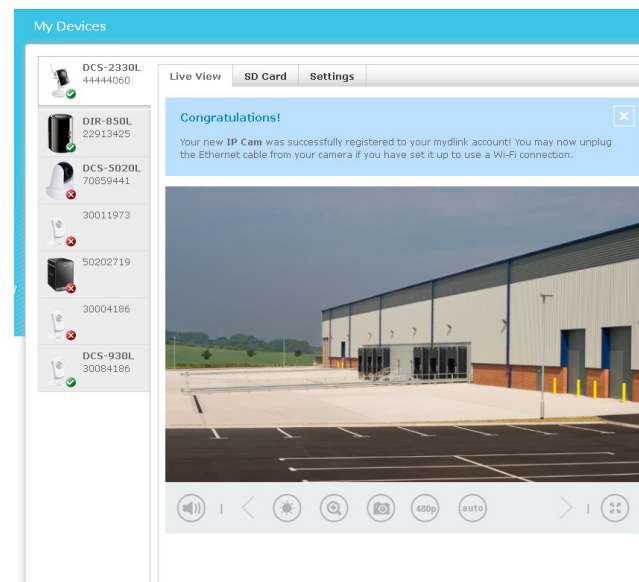 My Devices
DCS-2330L
44444060
DIR-850L
22913425
DCS-5020L
70859441
30011973
50202719
30004186
DCS-930L
30084186
Live View SD Card Settings
Congratulations!
Your new IP Cam was successfully registered to your mydlink account! You may now unplug
the Ethernet cable from your camera if you have set it up to use a Wi-Fi connection.
480p
auto